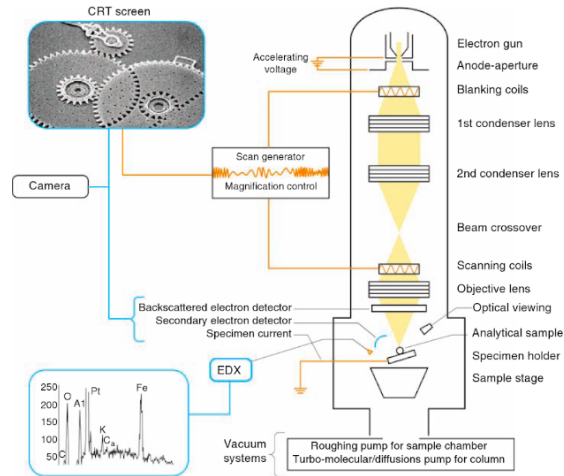 CRT screen
Electron gun
Accelerating
voltage
Anode-aperture
Blanking coils
1st condenser lens
Scan generator
Magnification control
2nd condenser lens
Camera
Beam crossover
Scanning coils
Objective lens
Backscattered electron detector
Optical viewing
Secondary electron detector
Specimen current
Analytical sample
Specimen holder
EDX
Sample stage
250
200
150
100
50
C
O
A1
Pt
K
Ca
Fe
Vacuum
systems
Roughing pump for sample chamber
Turbo-molecular/diffusions pump for column